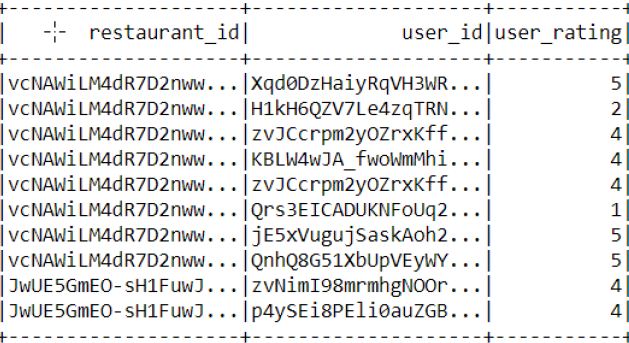 +--------------------+--------------------+-----------+
|       restaurant_id|             user_id|user_rating|
+--------------------+--------------------+-----------+
|vcNAWiLM4dR7D2nww...|Xqd0DzHaiyRqVH3WR...|          5|
|vcNAWiLM4dR7D2nww...|H1kH6QZV7Le4zqTRN...|          2|
|vcNAWiLM4dR7D2nww...|zvJCcrpm2yOZrxKff...|          4|
|vcNAWiLM4dR7D2nww...|KBLW4wJA_fwoWmMhi...|          4|
|vcNAWiLM4dR7D2nww...|zvJCcrpm2yOZrxKff...|          4|
|vcNAWiLM4dR7D2nww...|Qrs3EICADUKNFoUq2...|          1|
|vcNAWiLM4dR7D2nww...|jE5xVugujSaskAoh2...|          5|
|vcNAWiLM4dR7D2nww...|QnhQ8G51XbUpVEyWY...|          5|
|JwUE5GmEO-sH1FuwJ...|zvNimI98mrmhgNOOr...|          4|
|JwUE5GmEO-sH1FuwJ...|p4ySEi8PEli0auZGB...|          4|
+--------------------+--------------------+-----------+